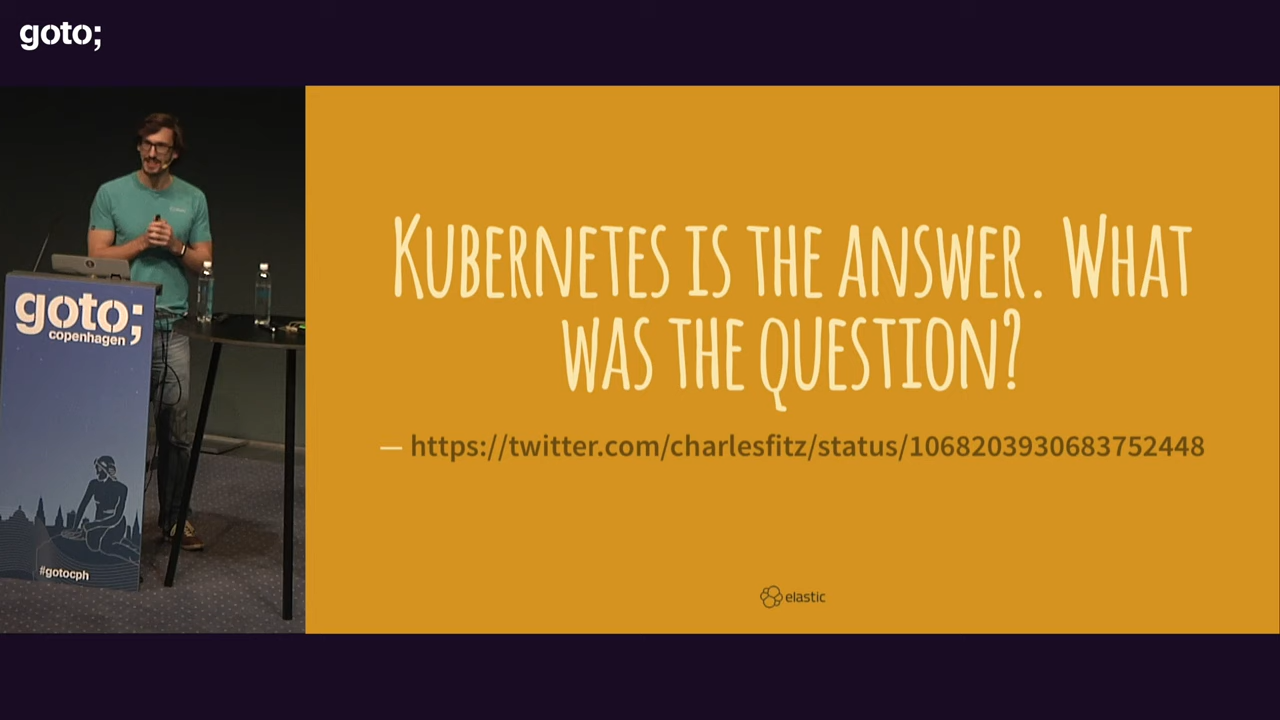 goto;
goto;
copenhagen
#gotocph
Kubernetes is the answer. What
was the question?
— https://twitter.com/charlesfitz/status/1068203930683752448
elastic